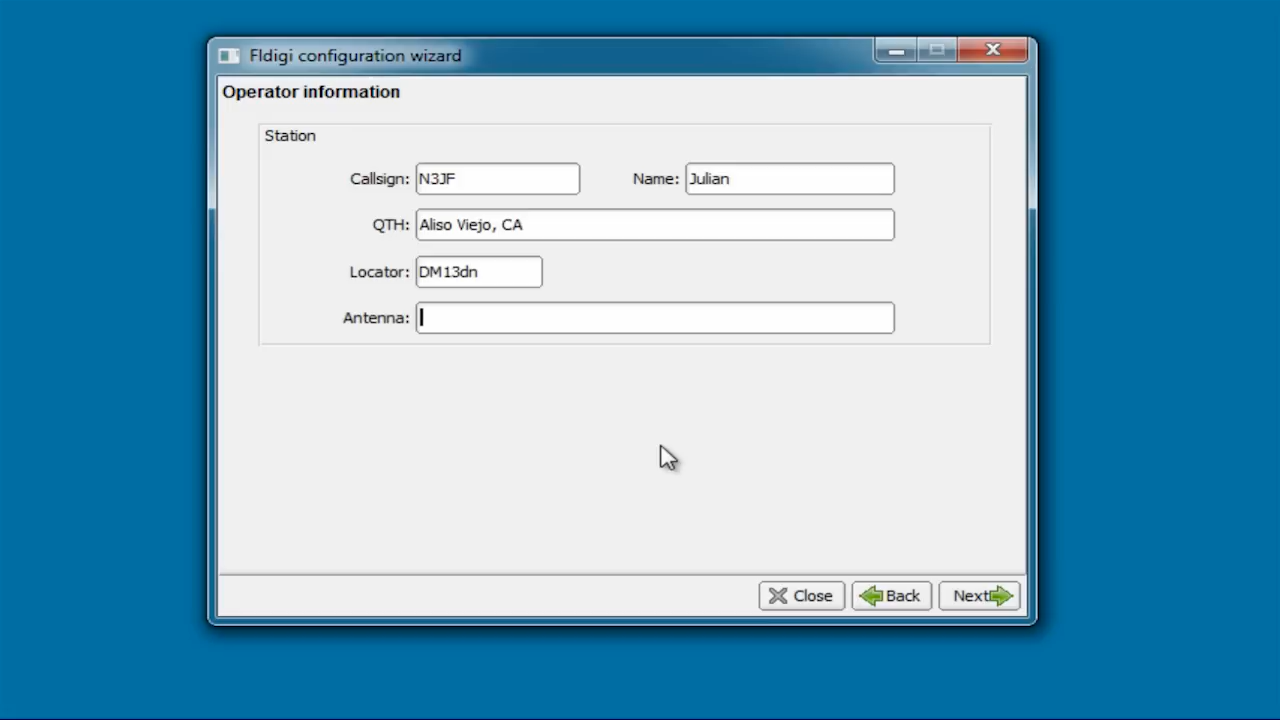 Fldigi configuration wizard
Operator information
Station
Callsign: N3JF Name: Julian
QTH: Aliso Viejo, CA
Locator: DM13dn
Antenna:
Close Back Next